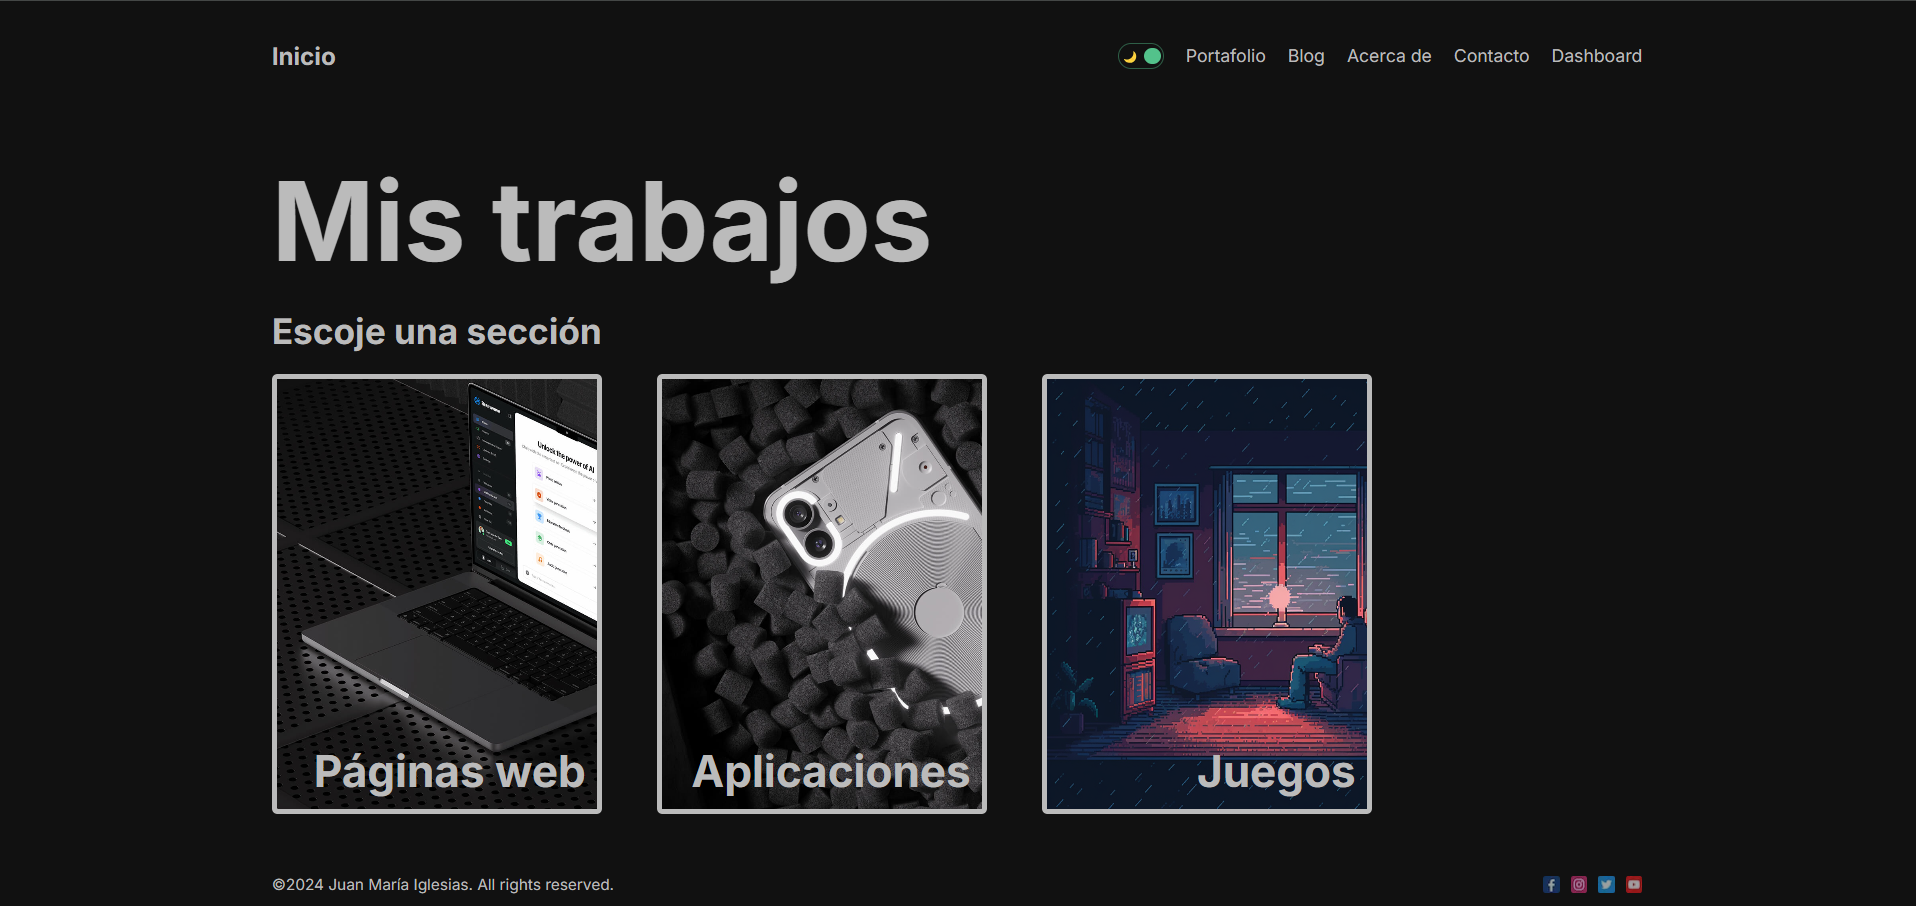 Inicio
Portafolio Blog Acerca de Contacto Dashboard
Mis trabajos
Escoje una sección
Unlock the power of AI
Páginas web
Aplicaciones
Juegos
©2024 Juan María Iglesias. All rights reserved.